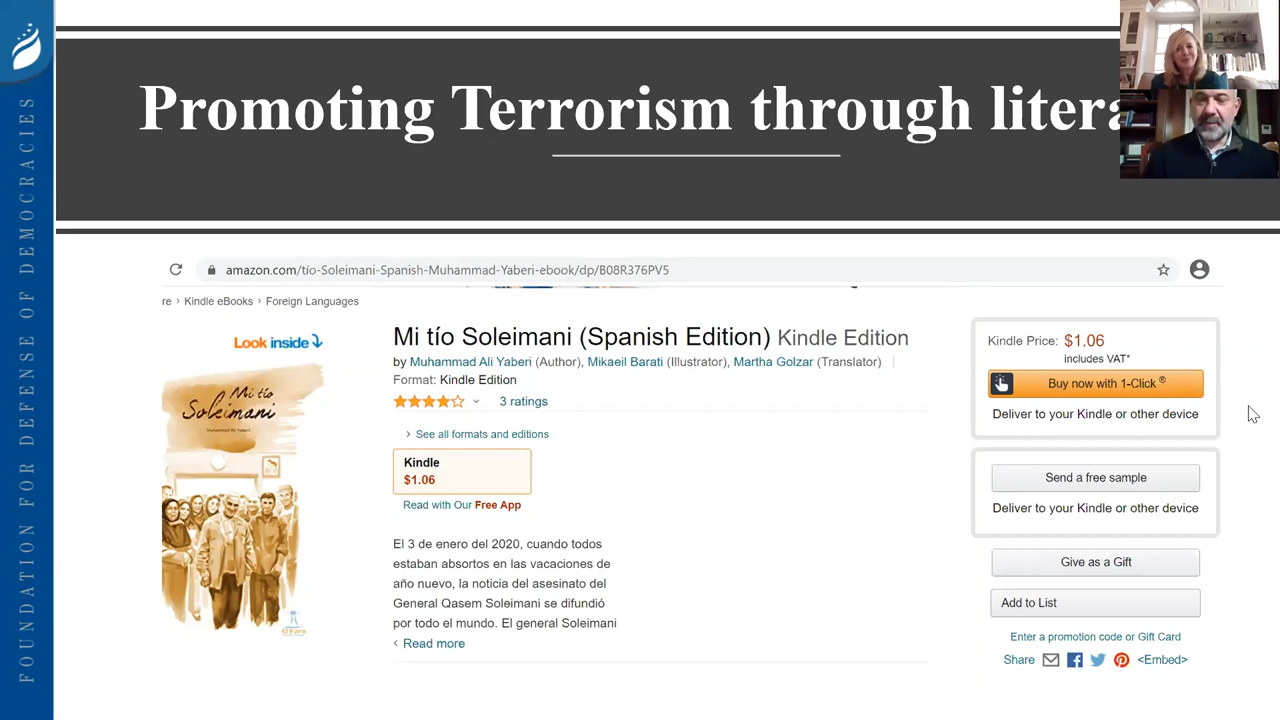 FOUNDATION FOR DEFENSE OF DEMOCRACIES
Promoting Terrorism through litera
amazon.com/tío-Soleimani-Spanish-Muhammad-Yaberi-ebook/dp/B08R376PV5
re › Kindle eBooks › Foreign Languages
Look inside
Mi tío
Soleimani
Muhammad Ali Yaberi
Mi tío Soleimani (Spanish Edition) Kindle Edition
by Muhammad Ali Yaberi (Author), Mikaeil Barati (Illustrator), Martha Golzar (Translator)
Format: Kindle Edition
3 ratings
› See all formats and editions
Kindle
$1.06
Read with Our Free App
El 3 de enero del 2020, cuando todos
estaban absortos en las vacaciones de
año nuevo, la noticia del asesinato del
General Qasem Soleimani se difundió
por todo el mundo. El general Soleimani
‹ Read more
Kindle Price: $1.06
includes VAT*
Buy now with 1-Click ®
Deliver to your Kindle or other device
Send a free sample
Deliver to your Kindle or other device
Give as a Gift
Add to List
Enter a promotion code or Gift Card
Share <Embed>